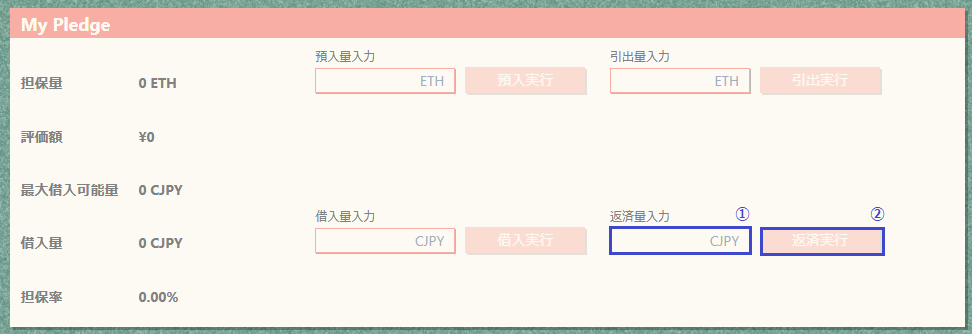 My Pledge
預入量入力 引出量入力
担保量 0 ETH ETH 預入実行 ETH 引出実行
評価額 ¥0
最大借入可能量 0 CJPY
借入量入力 返済量入力 ① ②
借入量 0 CJPY CJPY 借入実行 CJPY 返済実行
担保率 0.00%